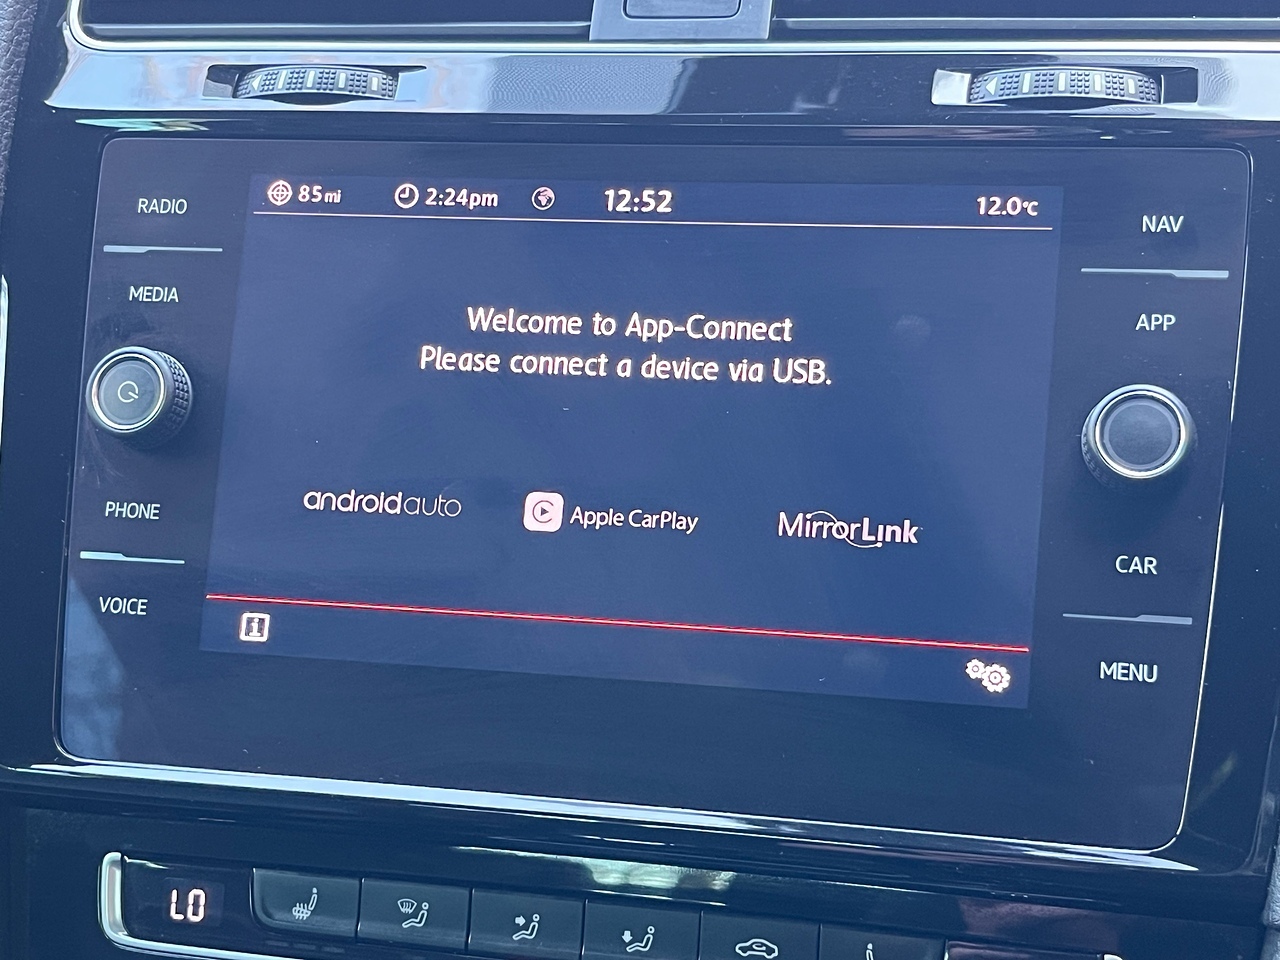 85mi 2:24pm 12:52 12.0°C
RADIO
NAV
MEDIA
APP
Welcome to App-Connect
Please connect a device via USB.
androidauto Apple CarPlay MirrorLink
PHONE
CAR
VOICE
i
MENU
LO